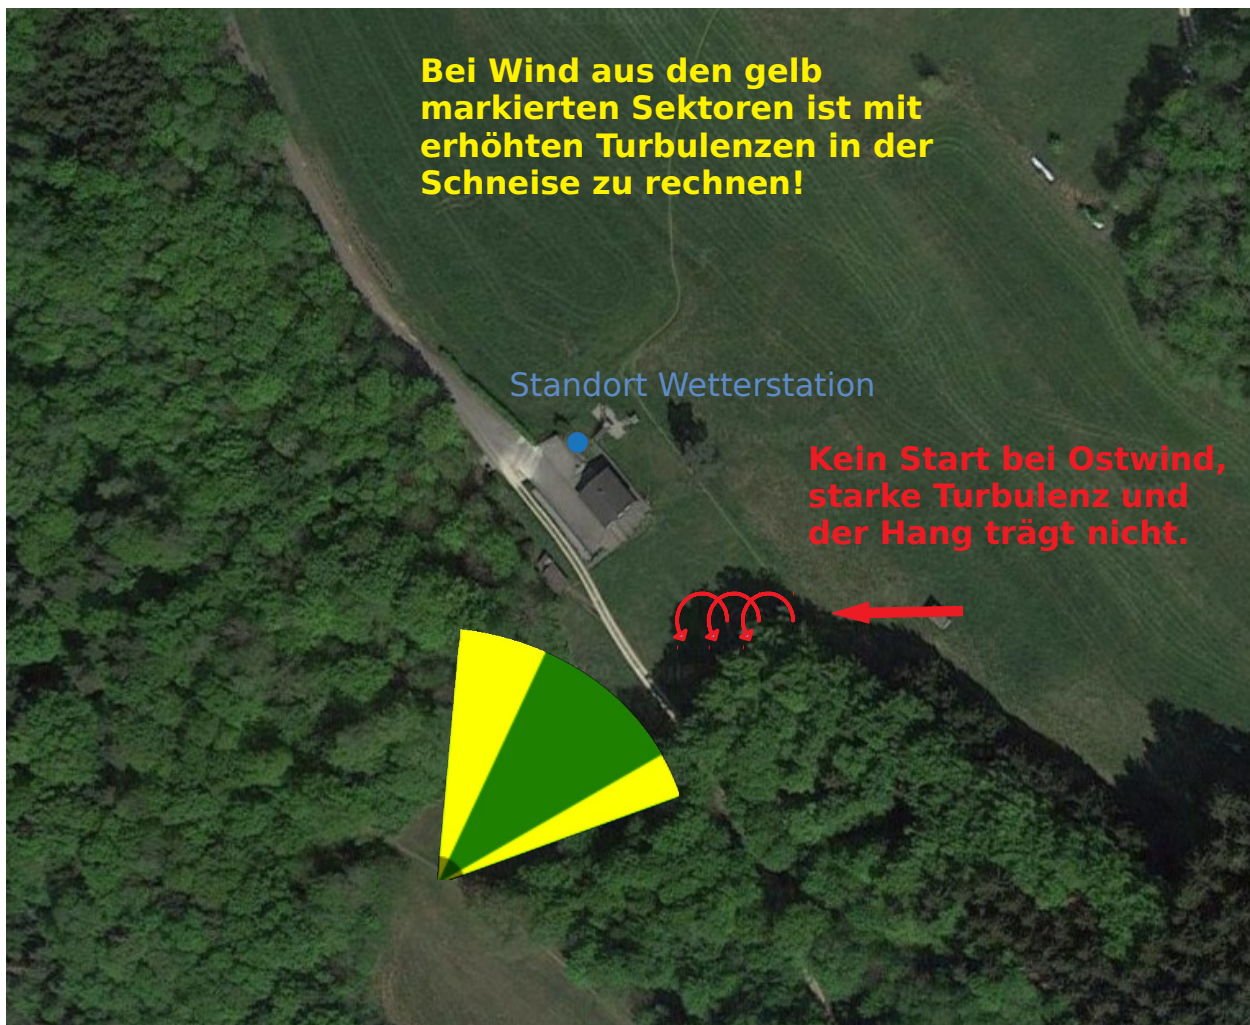 Bei Wind aus den gelb
markierten Sektoren ist mit
erhöhten Turbulenzen in der
Schneise zu rechnen!
Standort Wetterstation
Kein Start bei Ostwind,
starke Turbulenz und
der Hang trägt nicht.